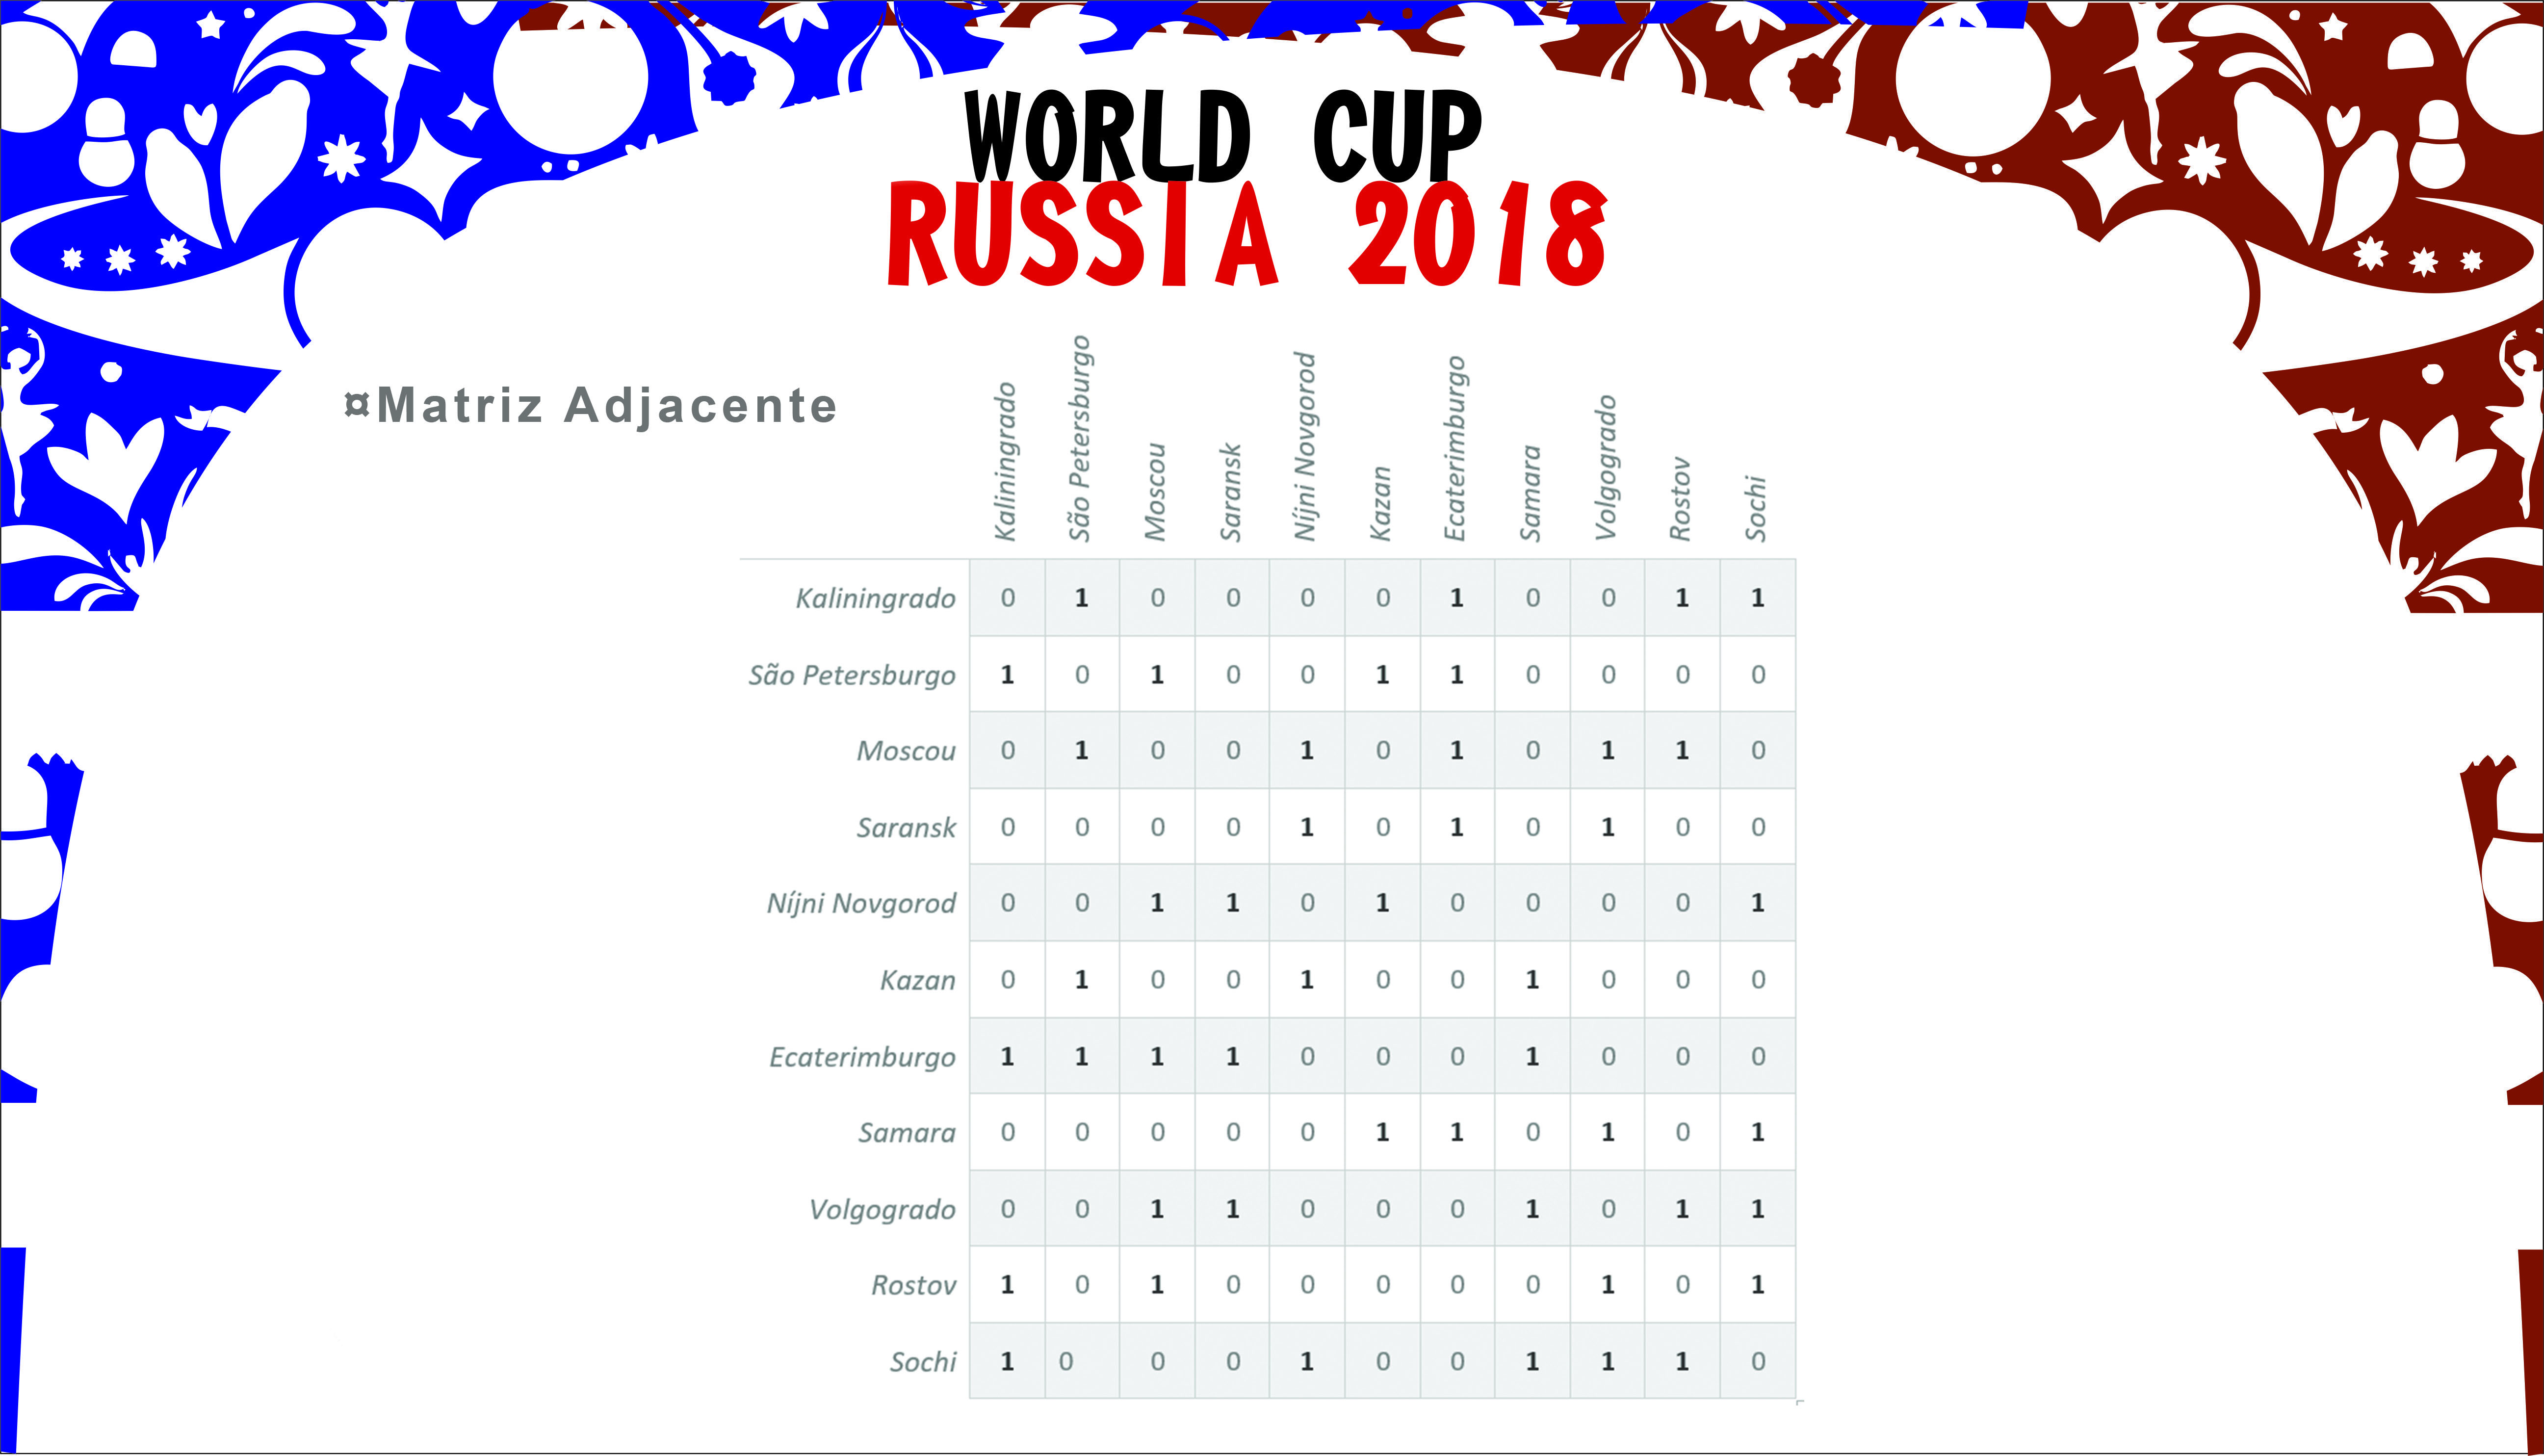 WORLD CUP
RUSSIA 2018
¤Matriz Adjacente
Kaliningrado São Petersburgo Moscou Saransk Níjni Novgorod Kazan Ecaterimburgo Samara Volgogrado Rostov Sochi
Kaliningrado 0 1 0 0 0 0 1 0 0 1 1
São Petersburgo 1 0 1 0 0 1 1 0 0 0 0
Moscou 0 1 0 0 1 0 1 0 1 1 0
Saransk 0 0 0 0 1 0 1 0 1 0 0
Níjni Novgorod 0 0 1 1 0 1 0 0 0 0 1
Kazan 0 1 0 0 1 0 0 1 0 0 0
Ecaterimburgo 1 1 1 1 0 0 0 1 0 0 0
Samara 0 0 0 0 0 1 1 0 1 0 1
Volgogrado 0 0 1 1 0 0 0 1 0 1 1
Rostov 1 0 1 0 0 0 0 0 1 0 1
Sochi 1 0 0 0 1 0 0 1 1 1 0